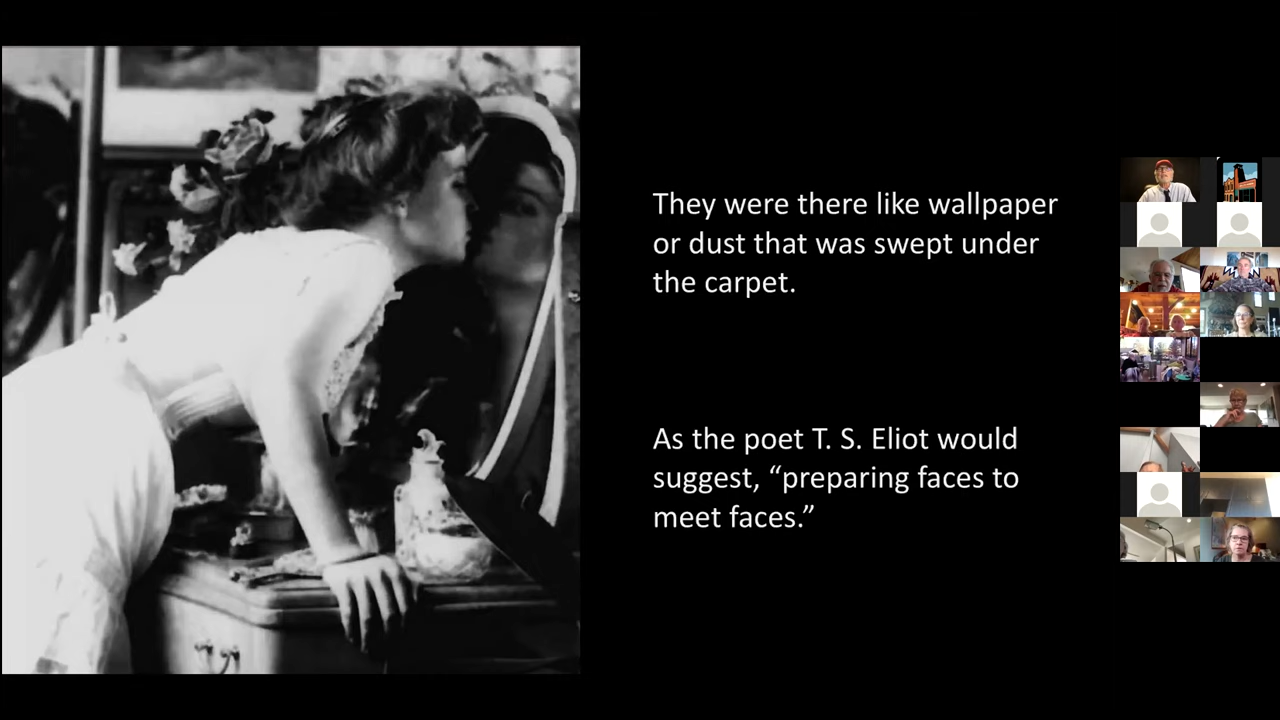 They were there like wallpaper
or dust that was swept under
the carpet.
As the poet T. S. Eliot would
suggest, “preparing faces to
meet faces.”